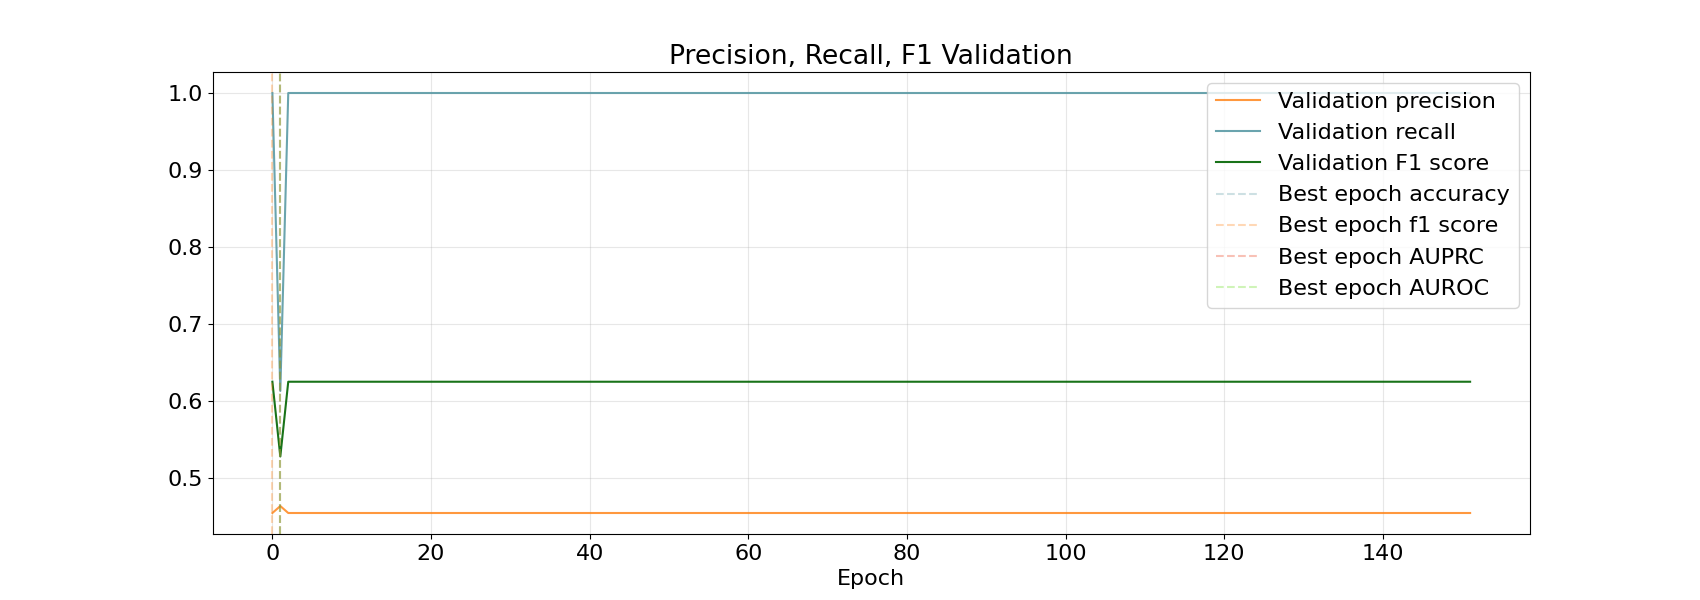 Precision, Recall, F1 Validation
1.0
0.9
0.8
0.7
0.6
0.5
Validation precision
Validation recall
Validation F1 score
Best epoch accuracy
Best epoch f1 score
Best epoch AUPRC
Best epoch AUROC
0 20 40 60 80 100 120 140
Epoch